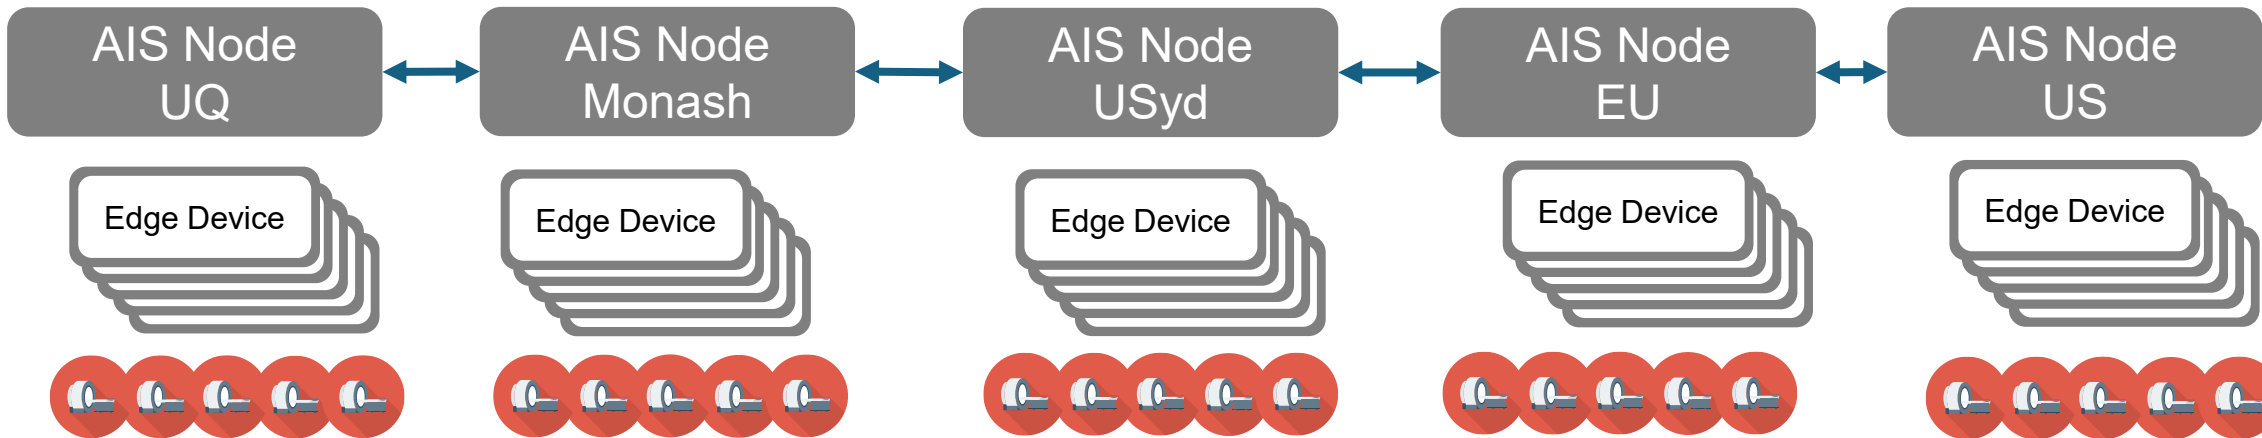 AIS Node
UQ
AIS Node
Monash
AIS Node
USyd
AIS Node
EU
AIS Node
US
Edge Device
Edge Device
Edge Device
Edge Device
Edge Device